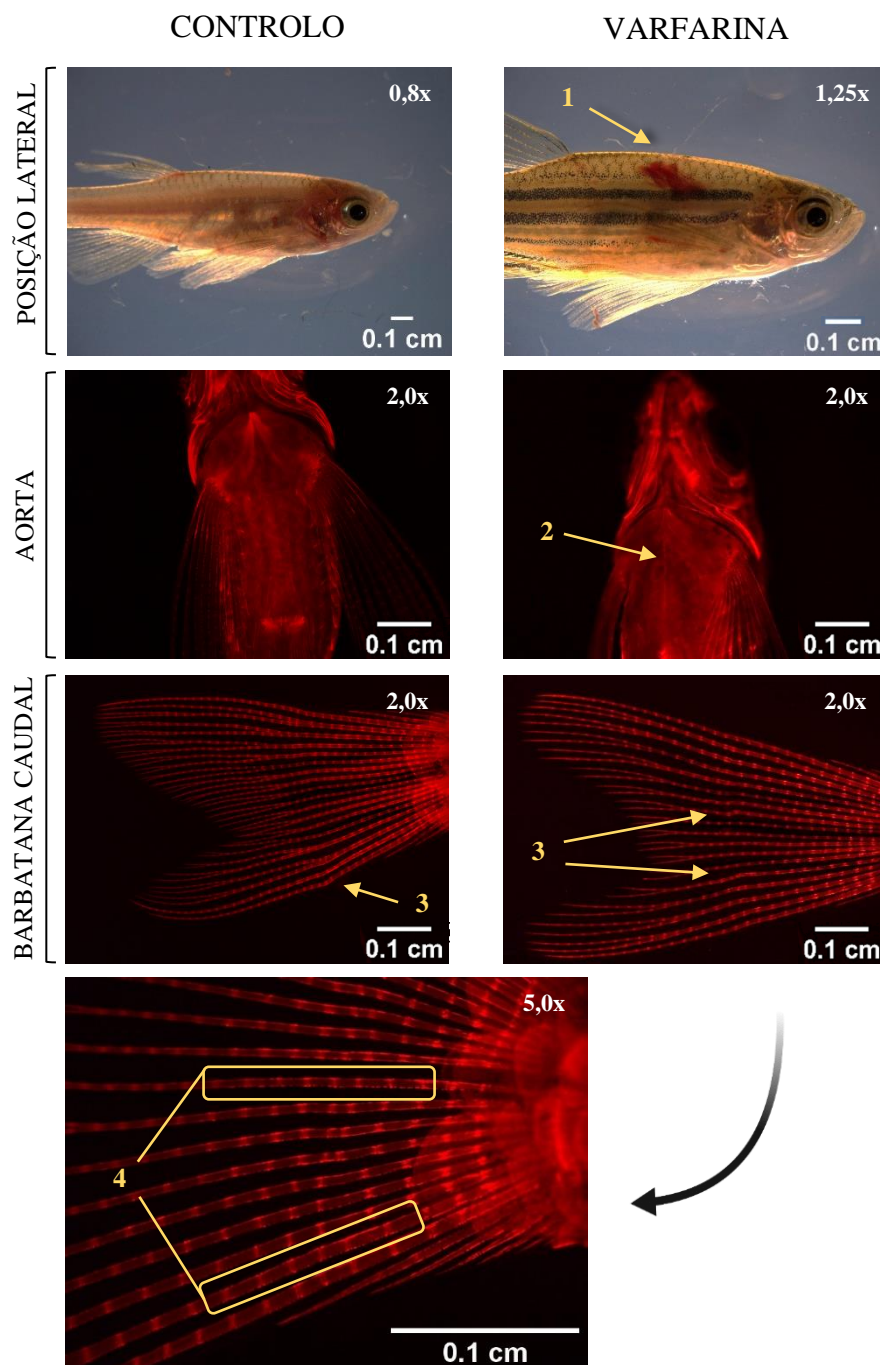 CONTROLO
VARFARINA
POSIÇÃO LATERAL
0,8x
0.1 cm
1
1,25x
0.1 cm
AORTA
2,0x
0.1 cm
2
2,0x
0.1 cm
BARBATANA CAUDAL
2,0x
3
0.1 cm
2,0x
3
0.1 cm
5,0x
4
0.1 cm